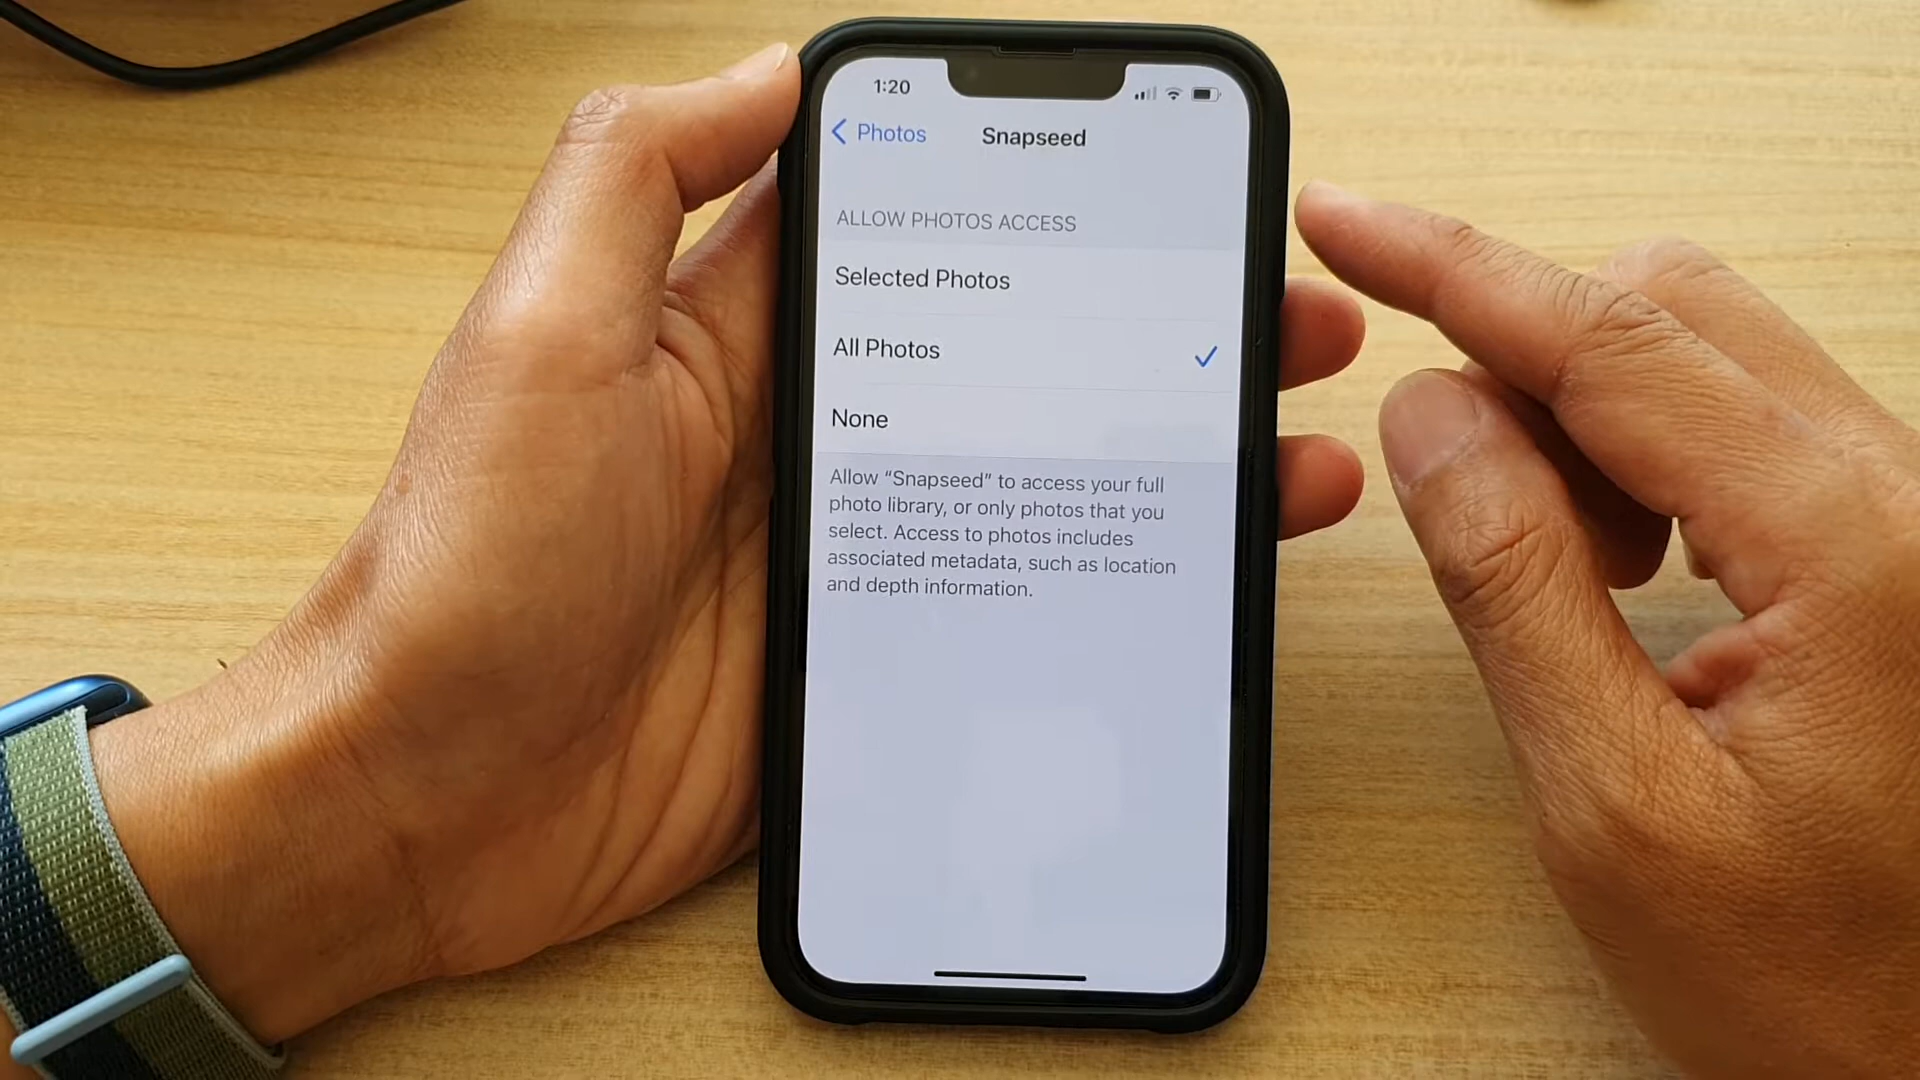 1:20
Photos
Snapseed
ALLOW PHOTOS ACCESS
Selected Photos
All Photos
None
Allow “Snapseed” to access your full
photo library, or only photos that you
select. Access to photos includes
associated metadata, such as location
and depth information.